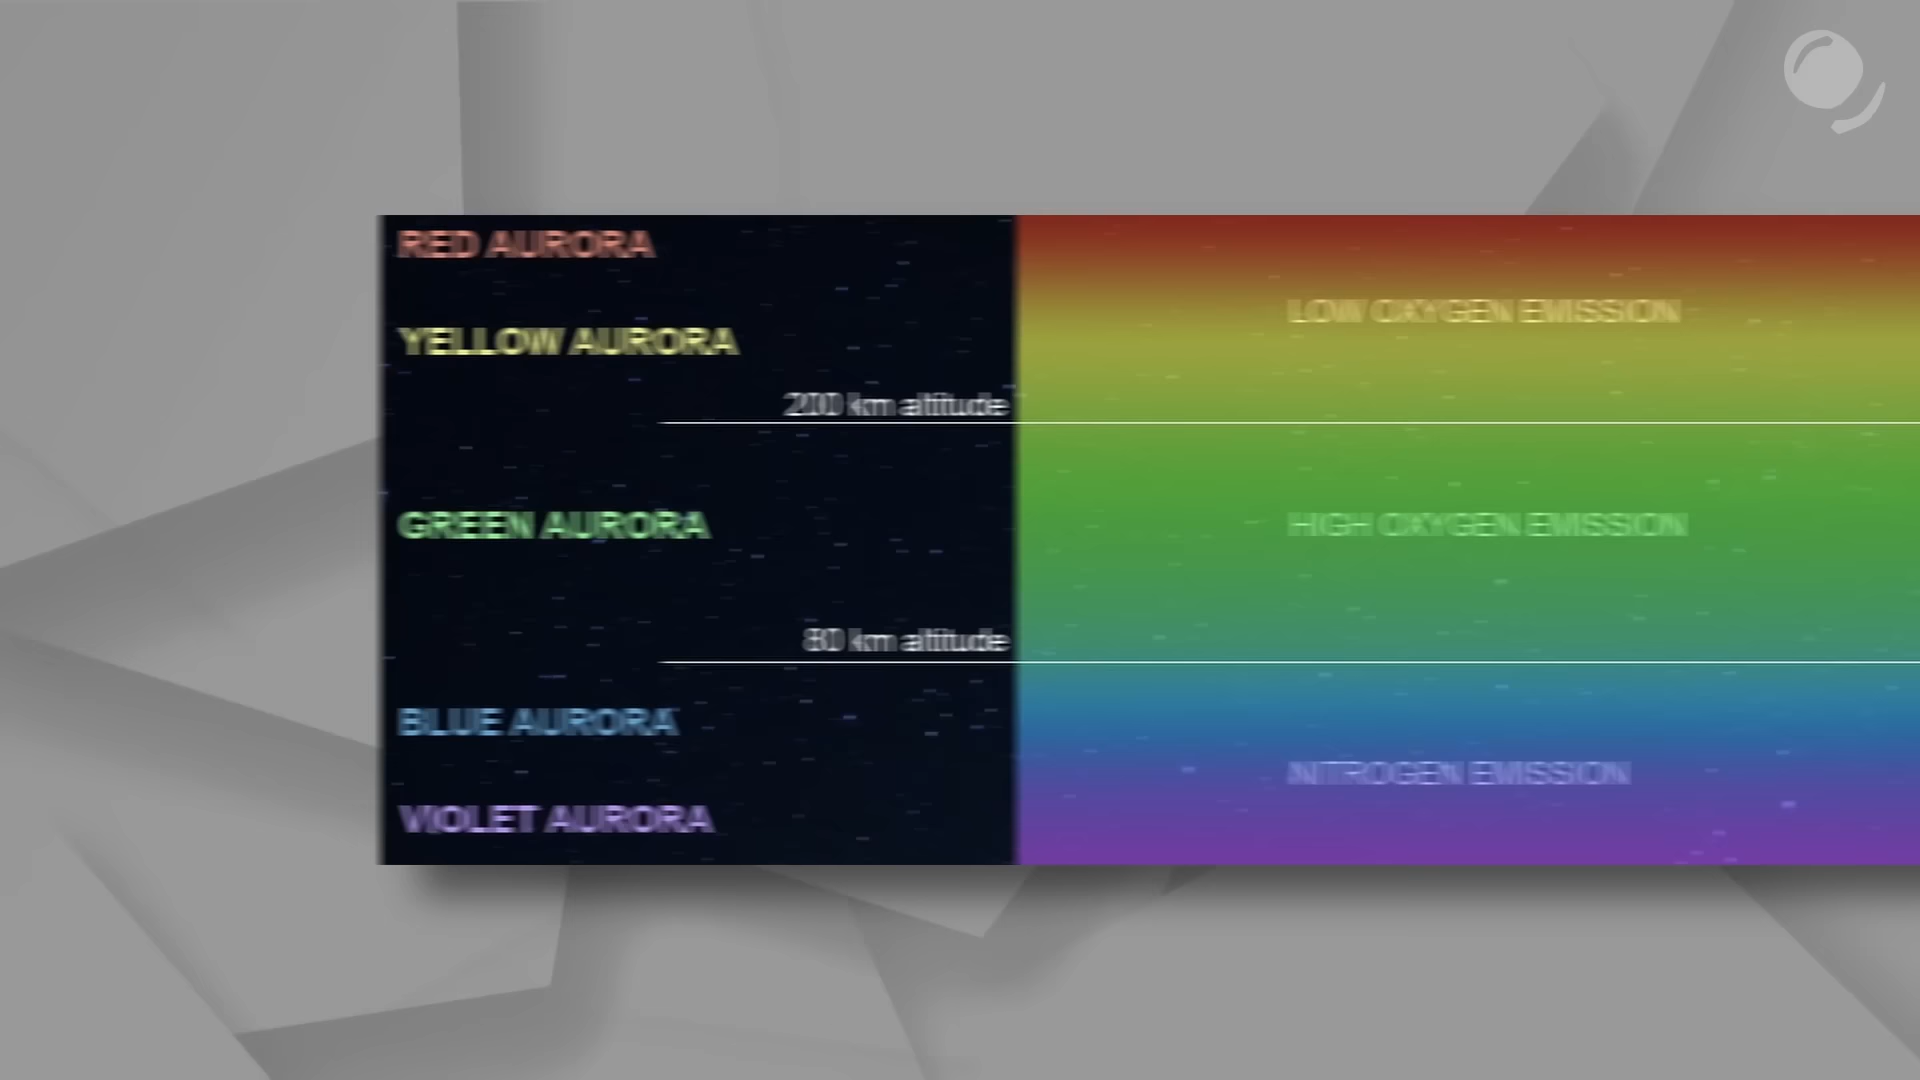 RED AURORA
LOW OXYGEN EMISSION
YELLOW AURORA
200 km altitude
GREEN AURORA
HIGH OXYGEN EMISSION
80 km altitude
BLUE AURORA
NITROGEN EMISSION
VIOLET AURORA